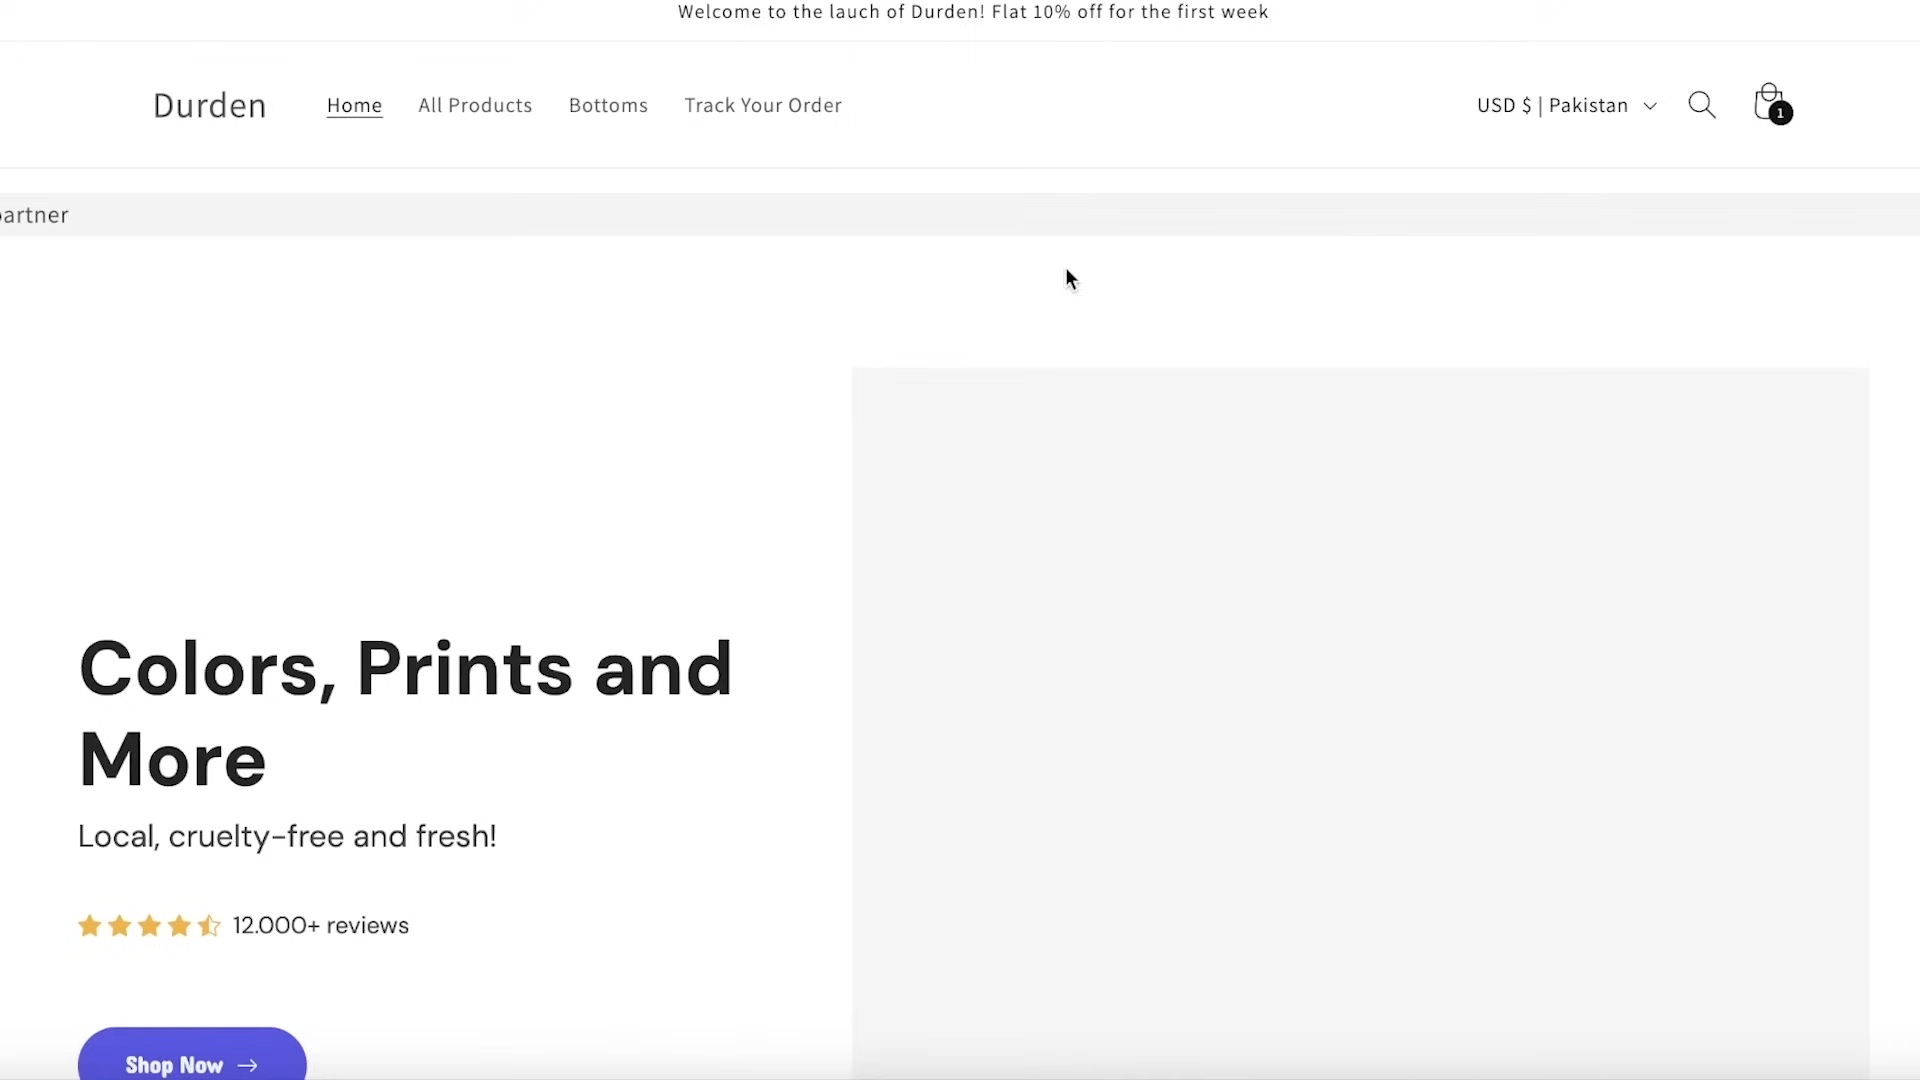 Welcome to the lauch of Durden! Flat 10% off for the first week
Durden
Home
All Products
Bottoms
Track Your Order
USD $ | Pakistan
1
partner
Colors, Prints and
More
Local, cruelty-free and fresh!
12.000+ reviews
Shop Now →